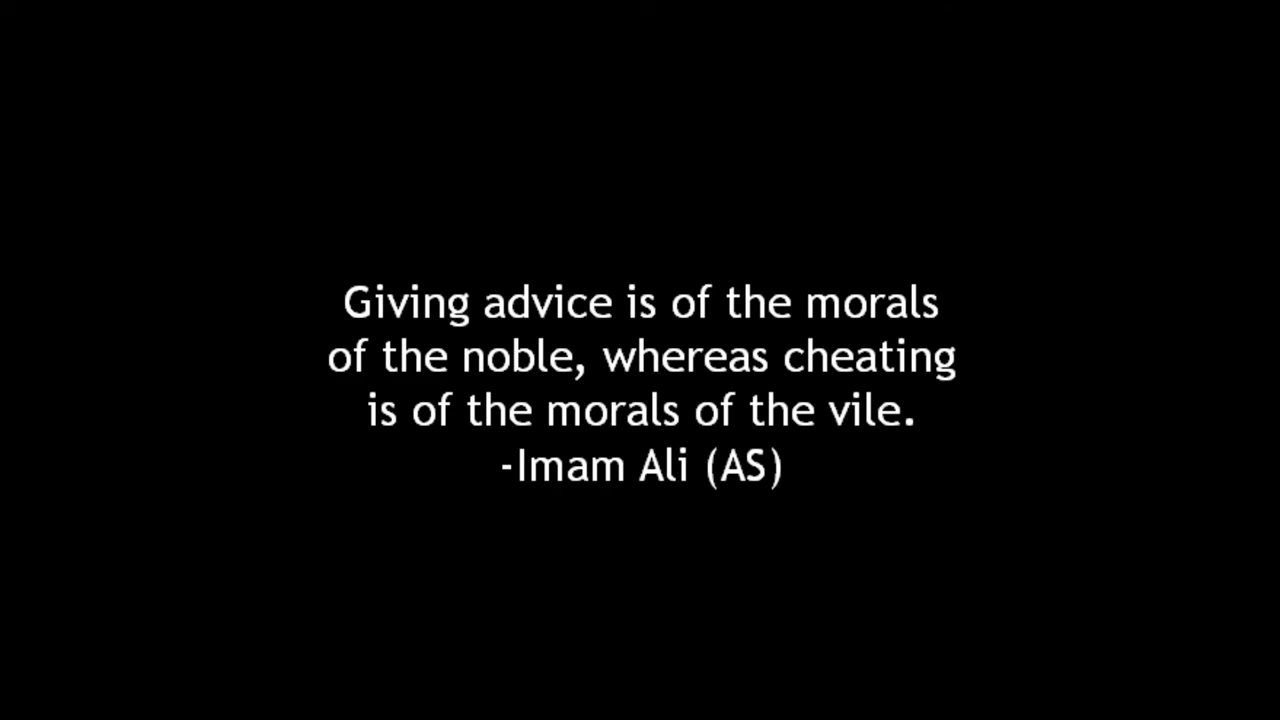 Giving advice is of the morals
of the noble, whereas cheating
is of the morals of the vile.
-Imam Ali (AS)